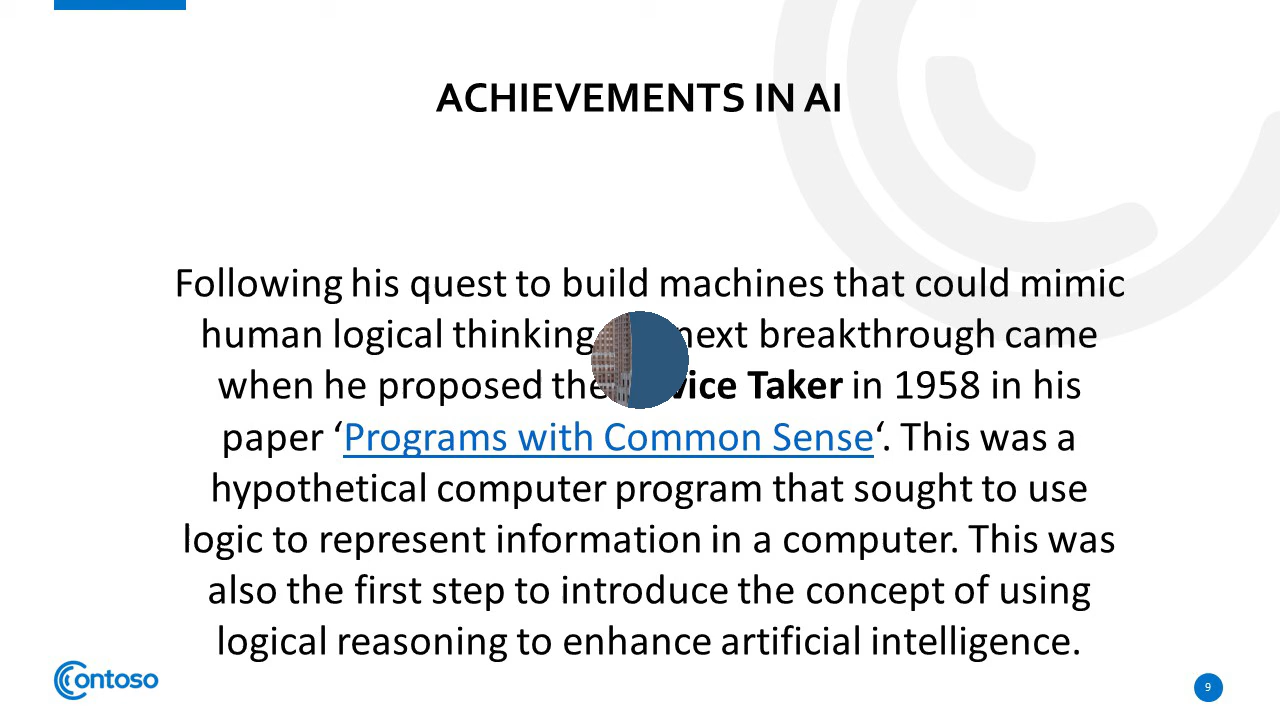 ACHIEVEMENTS IN AI
Following his quest to build machines that could mimic
human logical thinking next breakthrough came
when he proposed the Taker in 1958 in his
paper ‘Programs with Common Sense‘. This was a
hypothetical computer program that sought to use
logic to represent information in a computer. This was
also the first step to introduce the concept of using
logical reasoning to enhance artificial intelligence.
Contoso
9